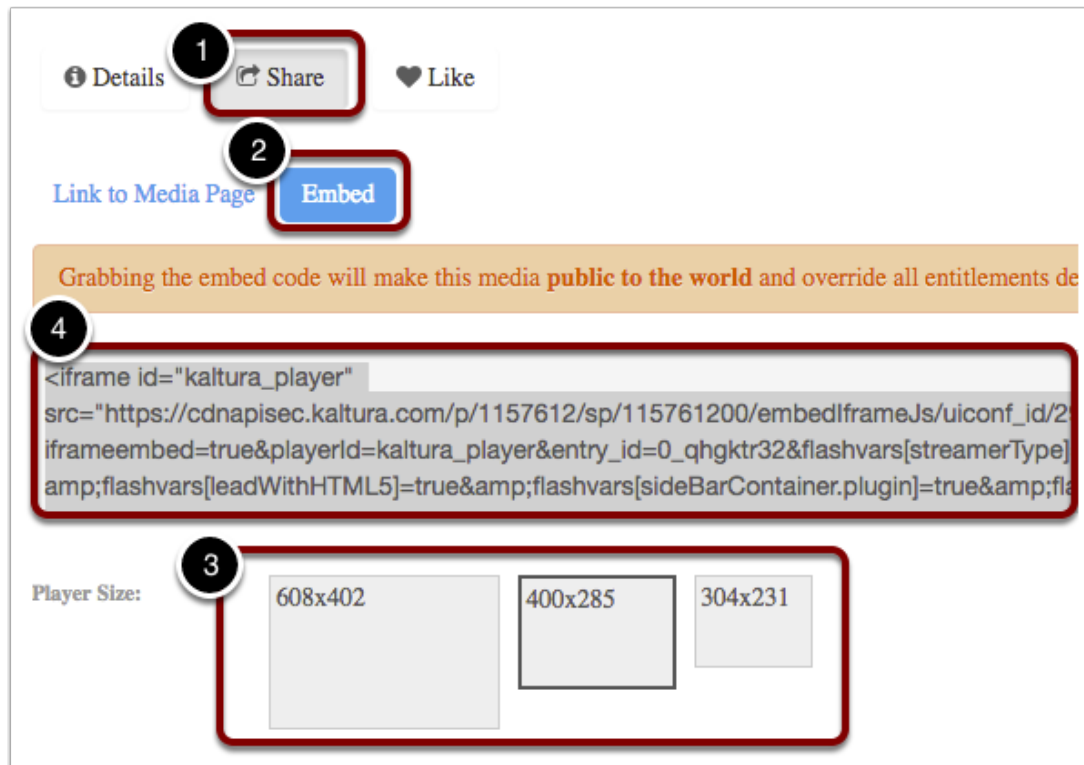 1
Details Share Like
2
Link to Media Page Embed
Grabbing the embed code will make this media public to the world and override all entitlements de
4
<iframe id="kaltura_player"
src="https://cdnapisec.kaltura.com/p/1157612/sp/115761200/embedIframeJs/uiconf_id/29
iframeembed=true&playerId=kaltura_player&entry_id=0_qhgktr32&flashvars[streamerType]
amp;flashvars[leadWithHTML5]=true&amp;flashvars[sideBarContainer.plugin]=true&amp;fla
3
Player Size: 608x402 400x285 304x231